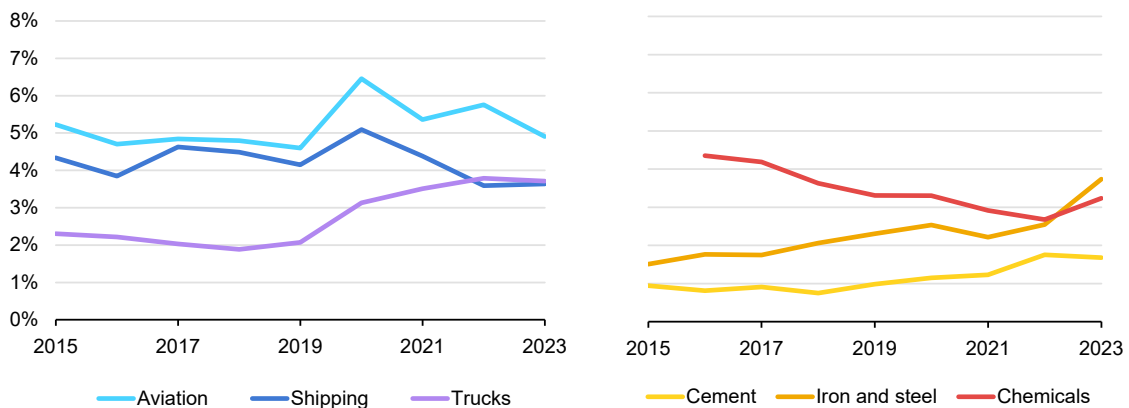 8%
7%
6%
5%
4%
3%
2%
1%
0%
2015 2017 2019 2021 2023
Aviation Shipping Trucks
2015 2017 2019 2021 2023
Cement Iron and steel Chemicals